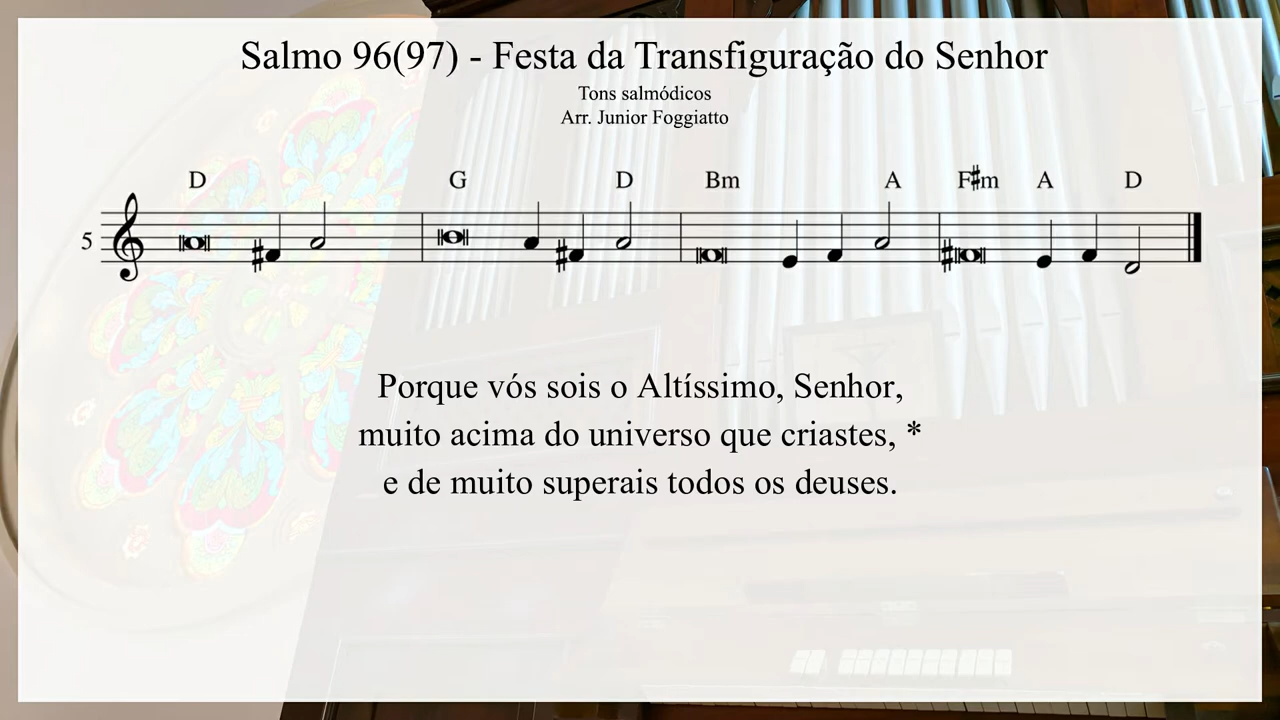 Salmo 96(97) - Festa da Transfiguração do Senhor
Tons salmódicos
Arr. Junior Foggiatto
D G D Bm A F#m A D
5
Porque vós sois o Altíssimo, Senhor,
muito acima do universo que criastes, *
e de muito superais todos os deuses.